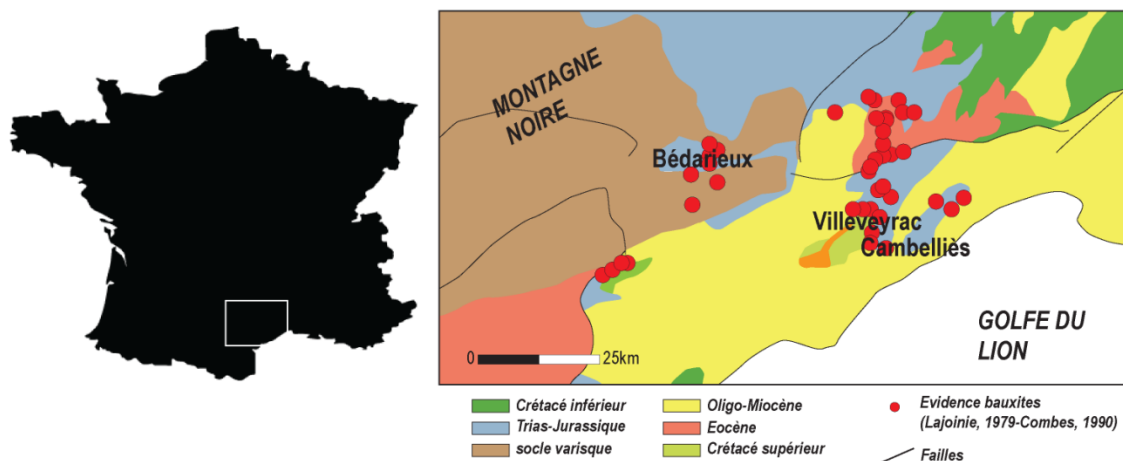 MONTAGNE
NOIRE
Bédarieux
Villeveyrac
Cambelliès
GOLFE DU
LION
0 25km
Crétacé inférieur
Trias-Jurassique
socle varisque
Oligo-Miocène
Eocène
Crétacé supérieur
Evidence bauxites
(Lajoinie, 1979-Combes, 1990)
Failles